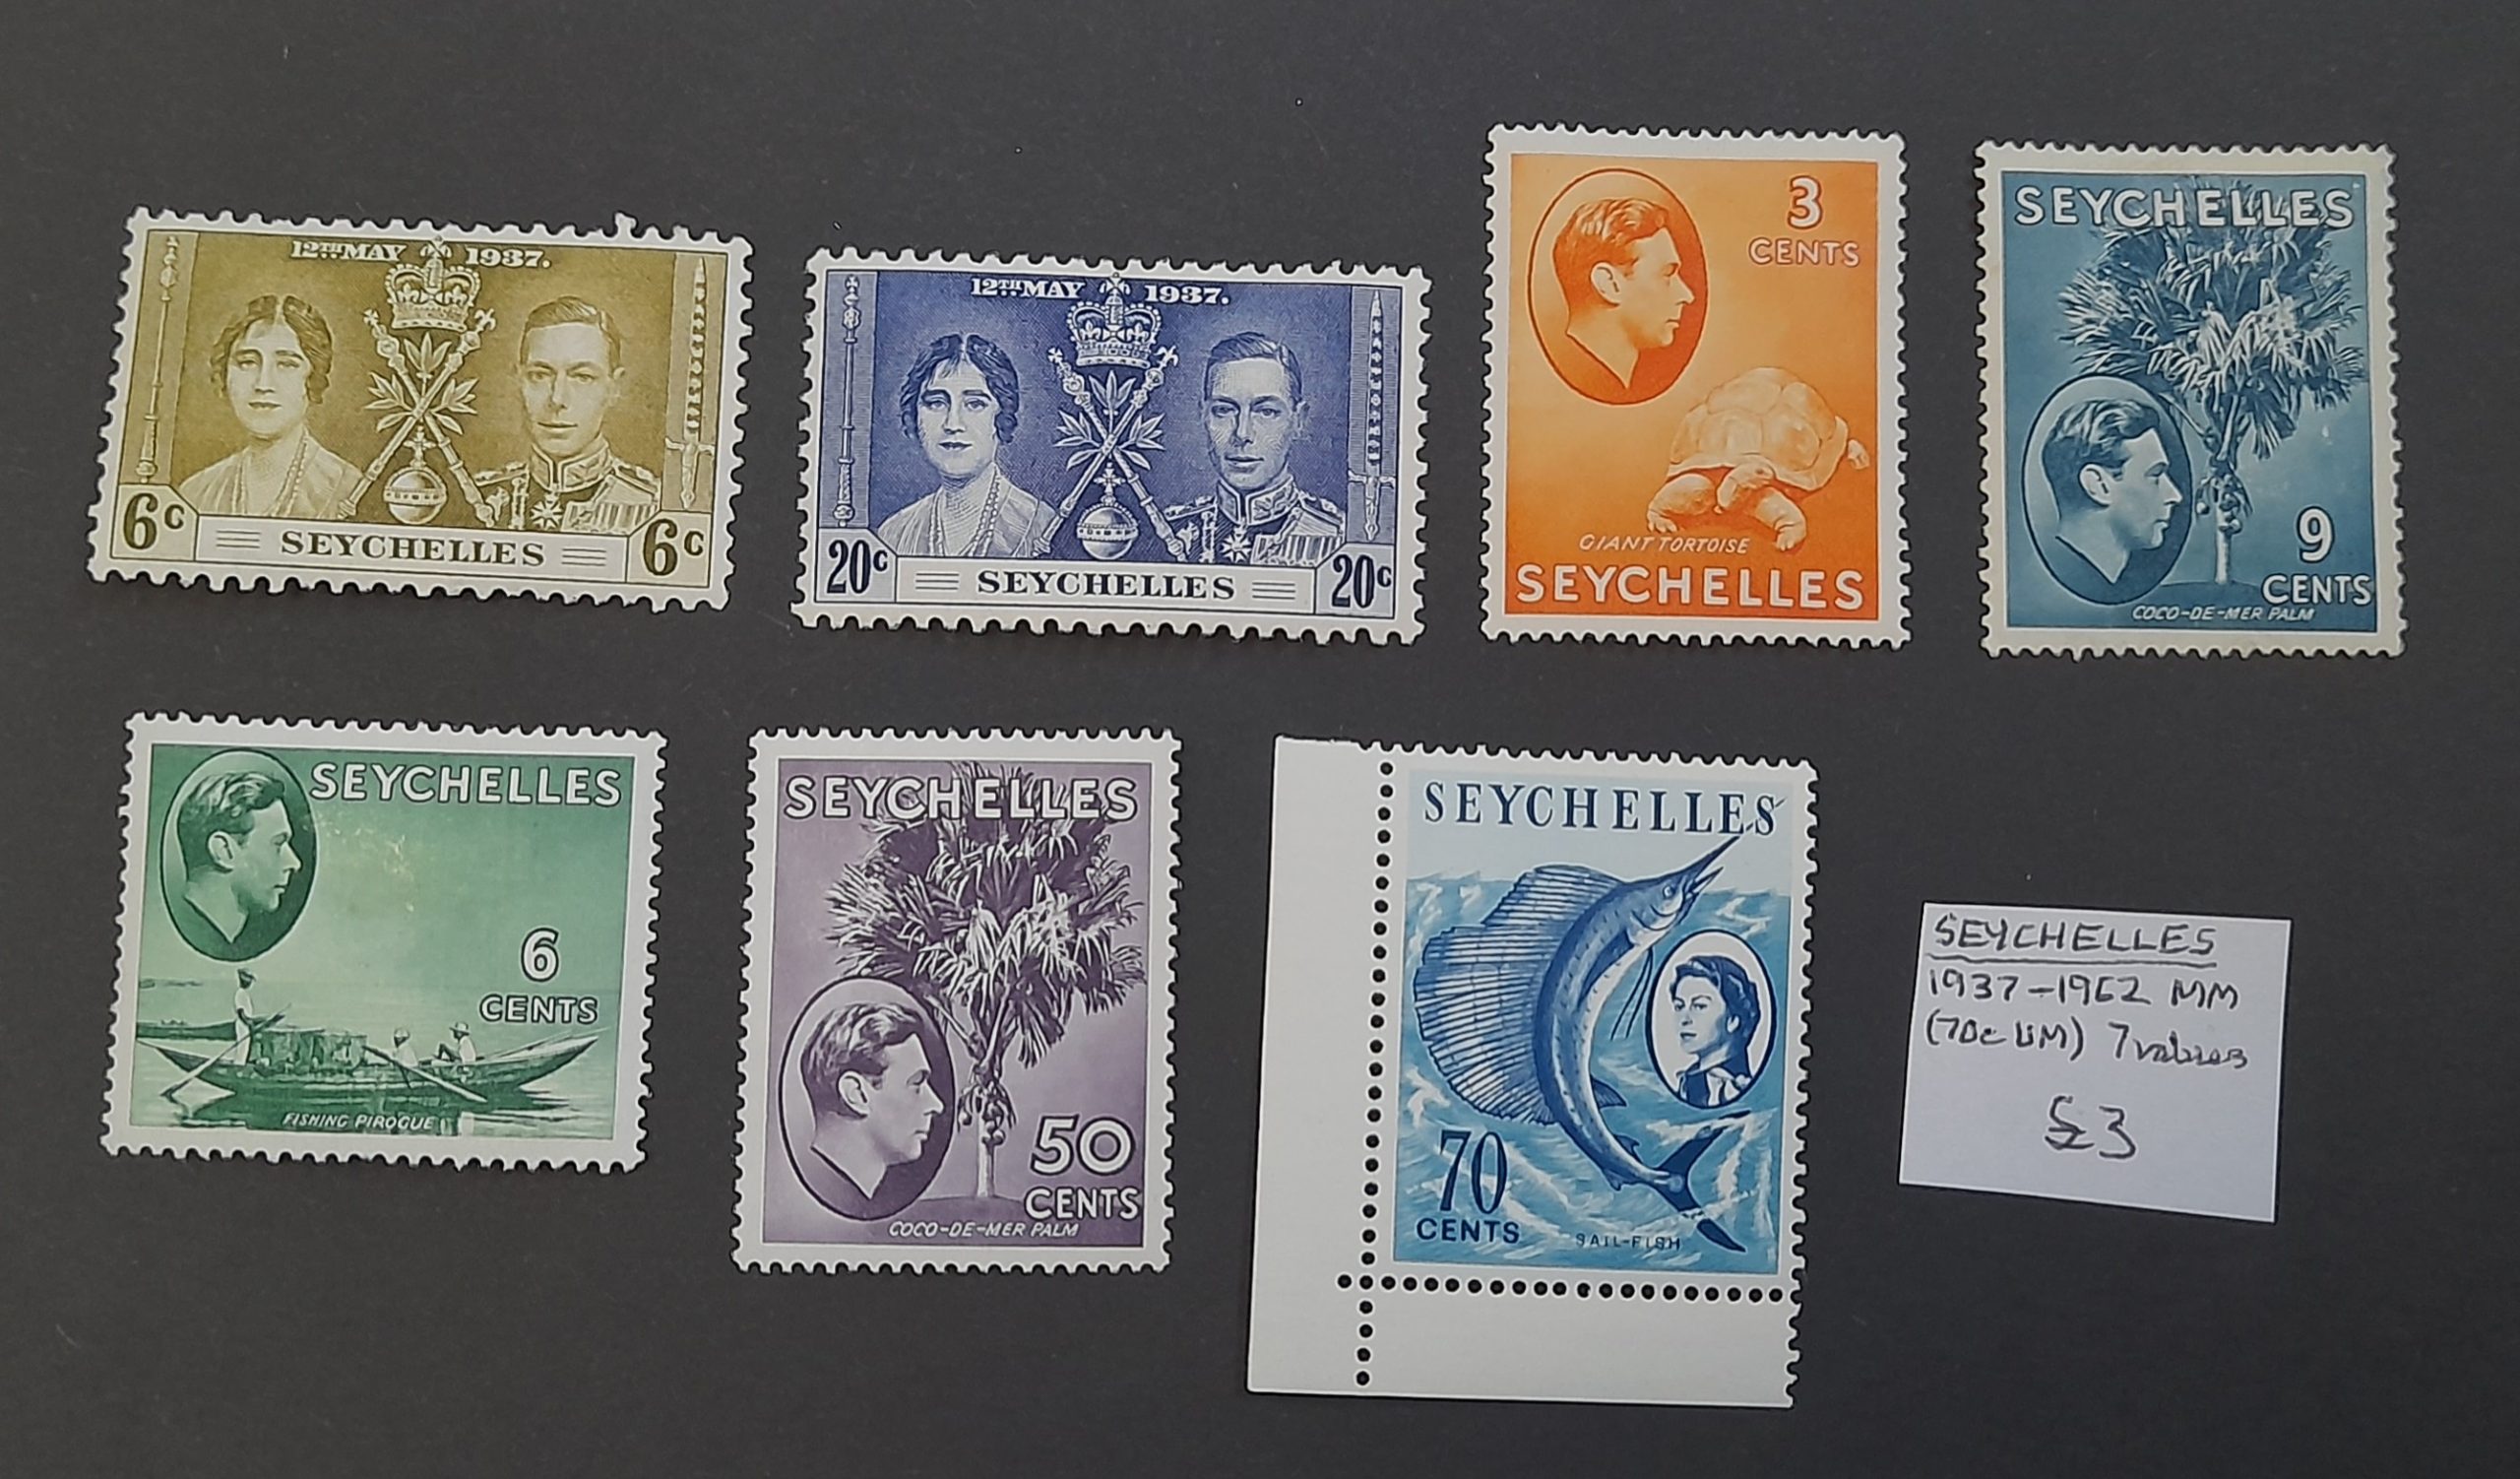 12TH MAY 1937.
6c SEYCHELLES 6c
12TH MAY 1937.
20c SEYCHELLES 20c
3
CENTS
GIANT TORTOISE
SEYCHELLES
SEYCHELLES
9
CENTS
COCO-DE-MER PALM
SEYCHELLES
6
CENTS
FISHING PIROGUE
SEYCHELLES
50
CENTS
COCO-DE-MER PALM
SEYCHELLES
70
CENTS
SAIL-FISH
SEYCHELLES
1937-1962 MM
(70c UM) 7 values
£3